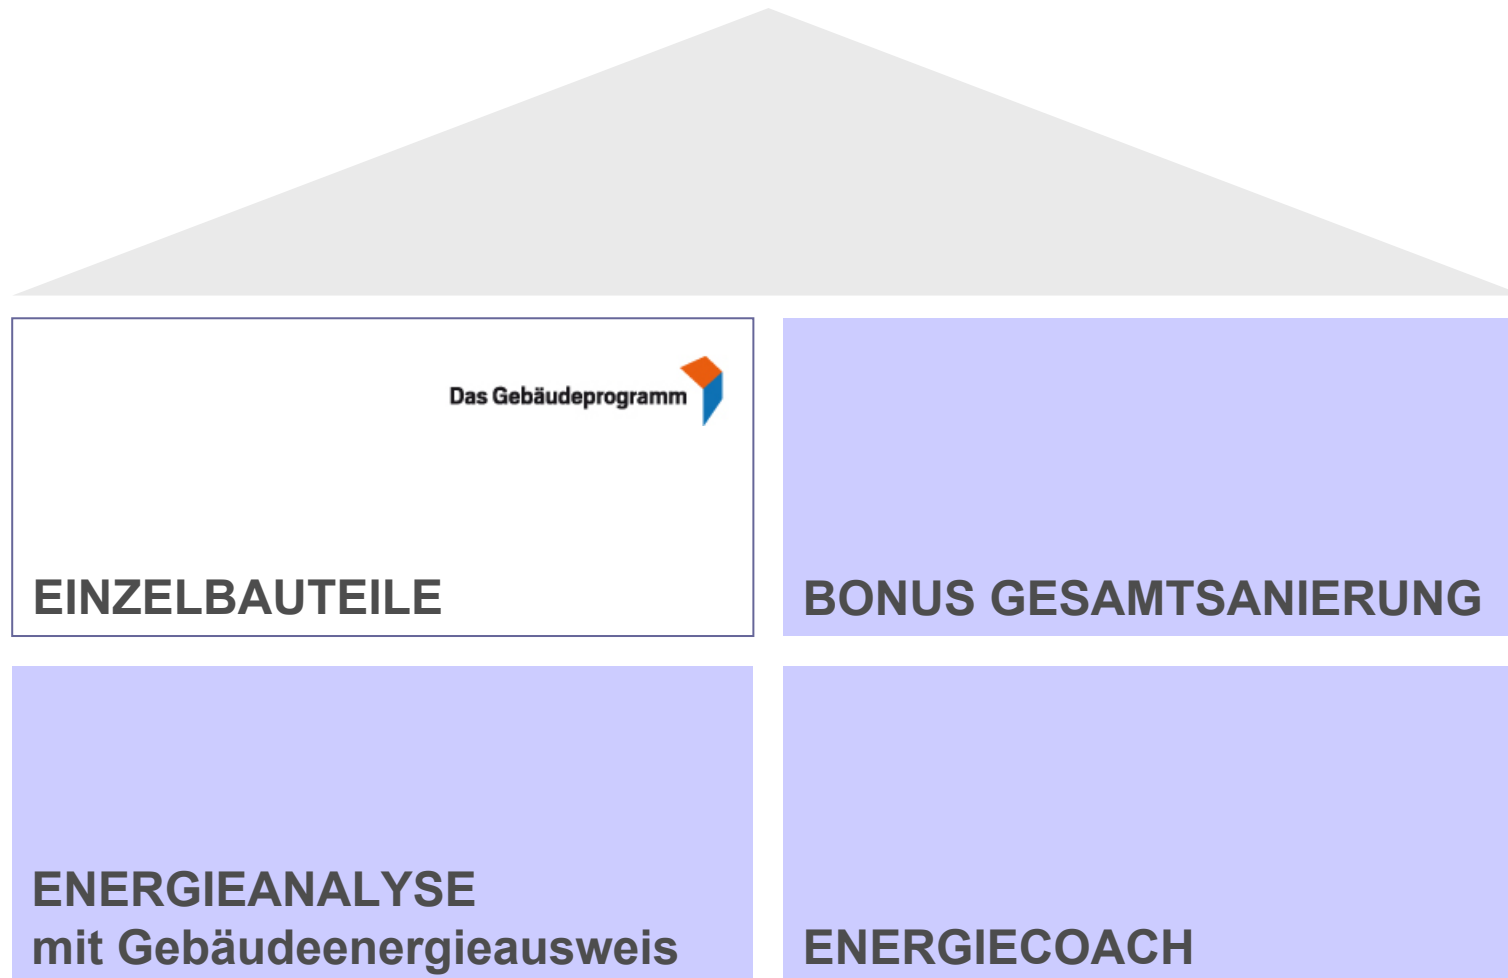 Das Gebäudeprogramm
EINZELBAUTEILE
BONUS GESAMTSANIERUNG
ENERGIEANALYSE
mit Gebäudeenergieausweis
ENERGIECOACH